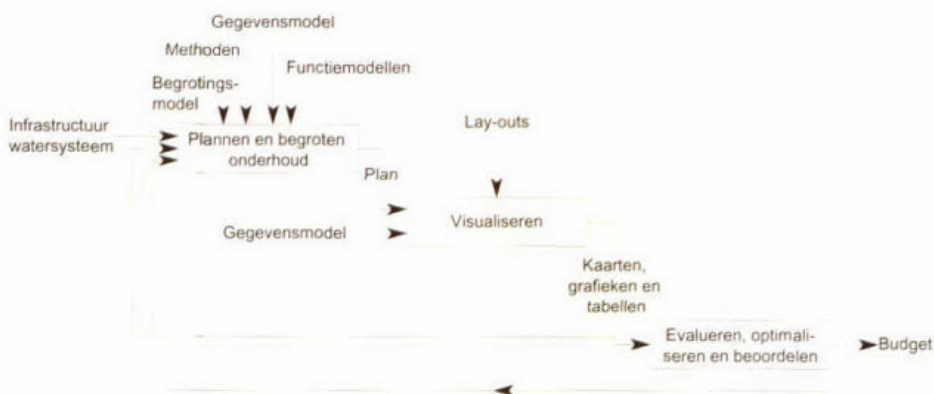 Gegevensmodel
Methoden
Functiemodellen
Begrotings-
model
Infrastructuur
watersysteem
Plannen en begroten
onderhoud
Lay-outs
Plan
Visualiseren
Gegevensmodel
Kaarten,
grafieken en
tabellen
Evalueren, optimali-
seren en beoordelen
Budget